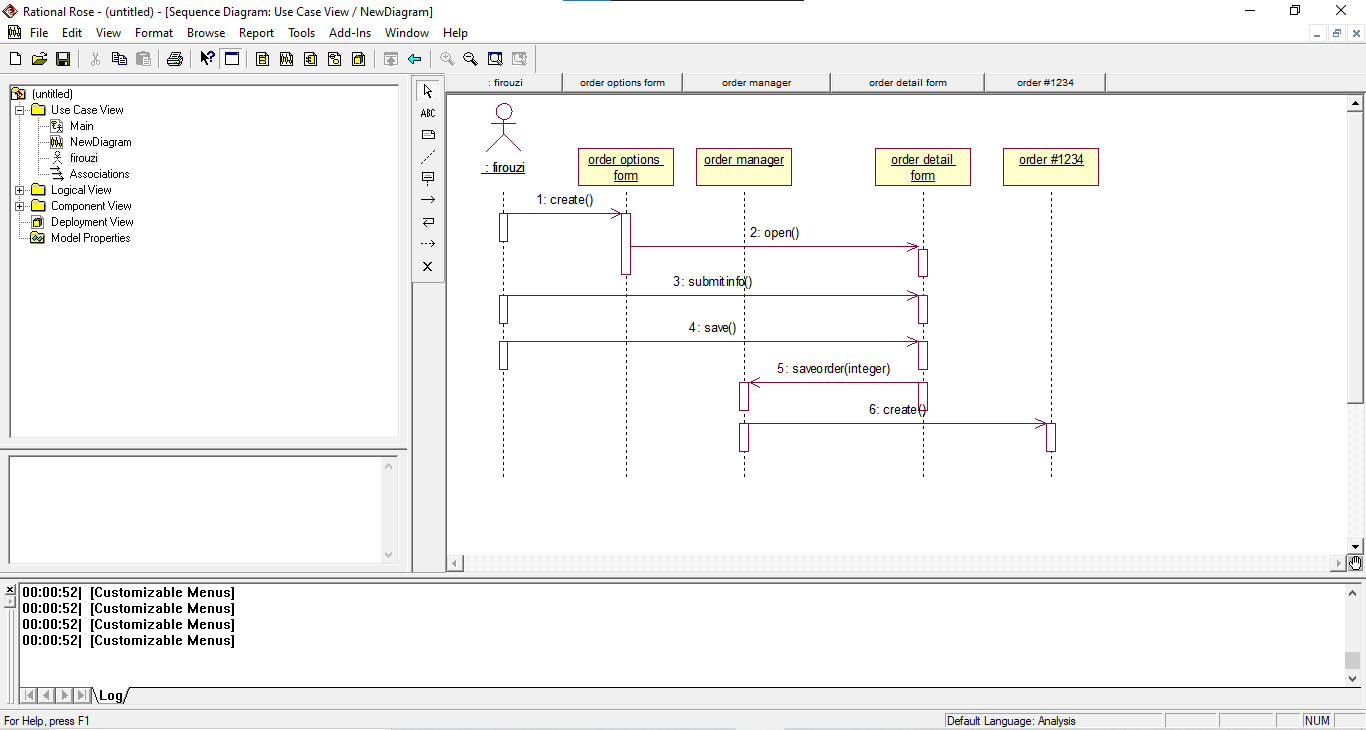 Rational Rose - (untitled) - [Sequence Diagram: Use Case View / NewDiagram]
File Edit View Format Browse Report Tools Add-Ins Window Help
(untitled)
Use Case View
Main
NewDiagram
firouzi
Associations
Logical View
Component View
Deployment View
Model Properties
ABC
: firouzi order options form order manager order detail form order #1234
: firouzi
order options
form
order manager
order detail
form
order #1234
1: create()
2: open()
3: submitinfo()
4: save()
5: saveorder(integer)
6: create()
00:00:52| [Customizable Menus]
00:00:52| [Customizable Menus]
00:00:52| [Customizable Menus]
00:00:52| [Customizable Menus]
Log
For Help, press F1
Default Language: Analysis
NUM